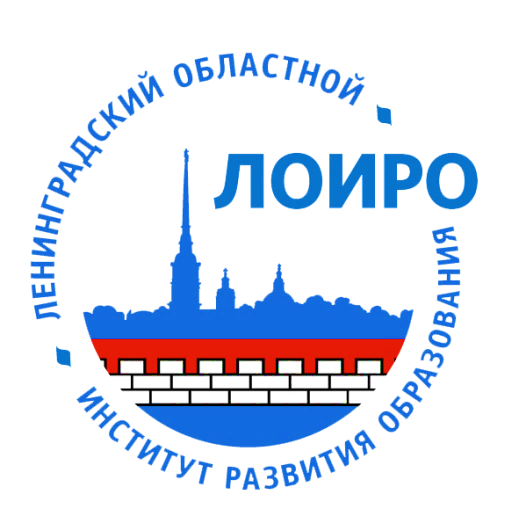 ЛЕНИНГРАДСКИЙ ОБЛАСТНОЙ
ЛОИРО
ИНСТИТУТ РАЗВИТИЯ ОБРАЗОВАНИЯ